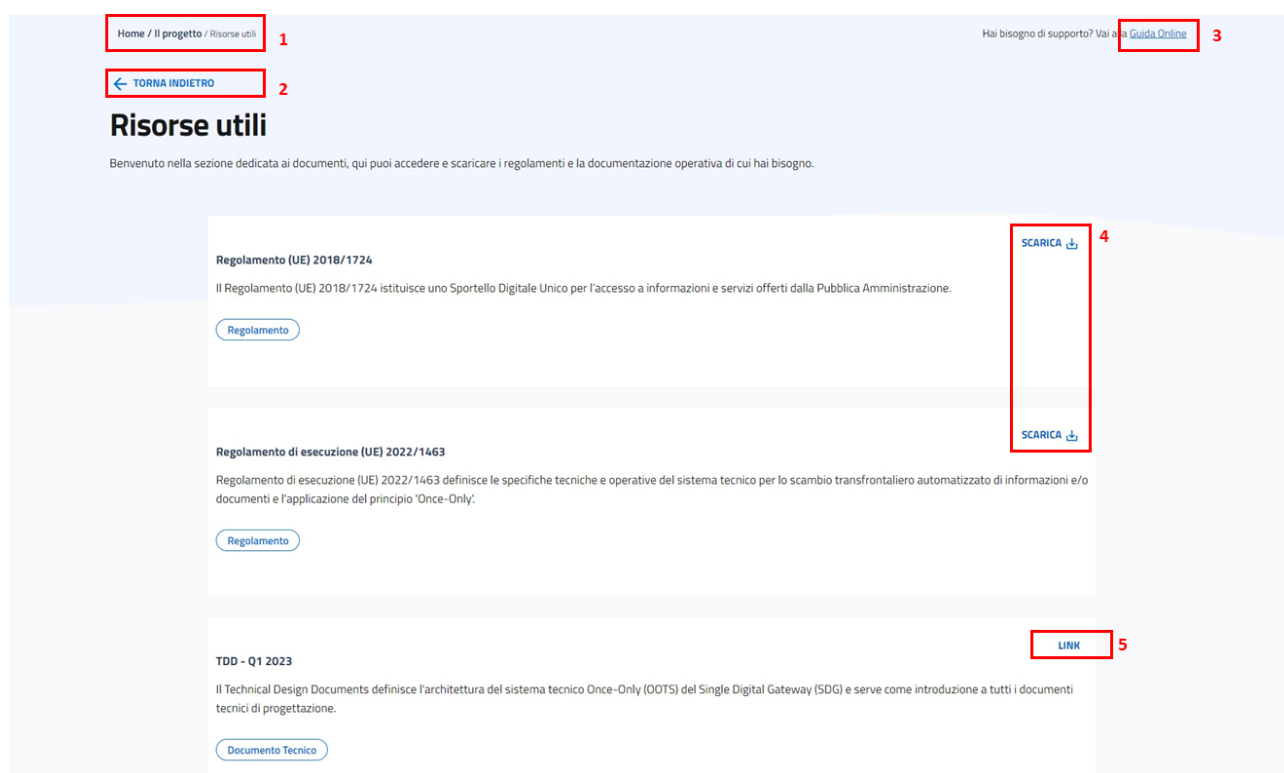 Home / Il progetto / Risorse utili
1
Hai bisogno di supporto? Vai alla Guida Online
3
TORNA INDIETRO
2
Risorse utili
Benvenuto nella sezione dedicata ai documenti, qui puoi accedere e scaricare i regolamenti e la documentazione operativa di cui hai bisogno.
SCARICA
4
Regolamento (UE) 2018/1724
Il Regolamento (UE) 2018/1724 istituisce uno Sportello Digitale Unico per l'accesso a informazioni e servizi offerti dalla Pubblica Amministrazione.
Regolamento
SCARICA
Regolamento di esecuzione (UE) 2022/1463
Regolamento di esecuzione (UE) 2022/1463 definisce le specifiche tecniche e operative del sistema tecnico per lo scambio transfrontaliero automatizzato di informazioni e/o
documenti e l'applicazione del principio 'Once-Only'.
Regolamento
LINK
5
TDD - Q1 2023
Il Technical Design Documents definisce l'architettura del sistema tecnico Once-Only (OOTS) del Single Digital Gateway (SDG) e serve come introduzione a tutti i documenti
tecnici di progettazione.
Documento Tecnico